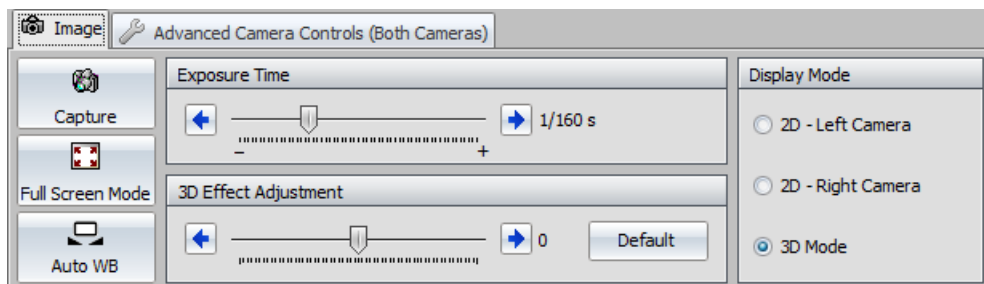 Image
Advanced Camera Controls (Both Cameras)
Capture
Full Screen Mode
Auto WB
Exposure Time
1/160 s
- +
3D Effect Adjustment
0
Default
Display Mode
2D - Left Camera
2D - Right Camera
3D Mode